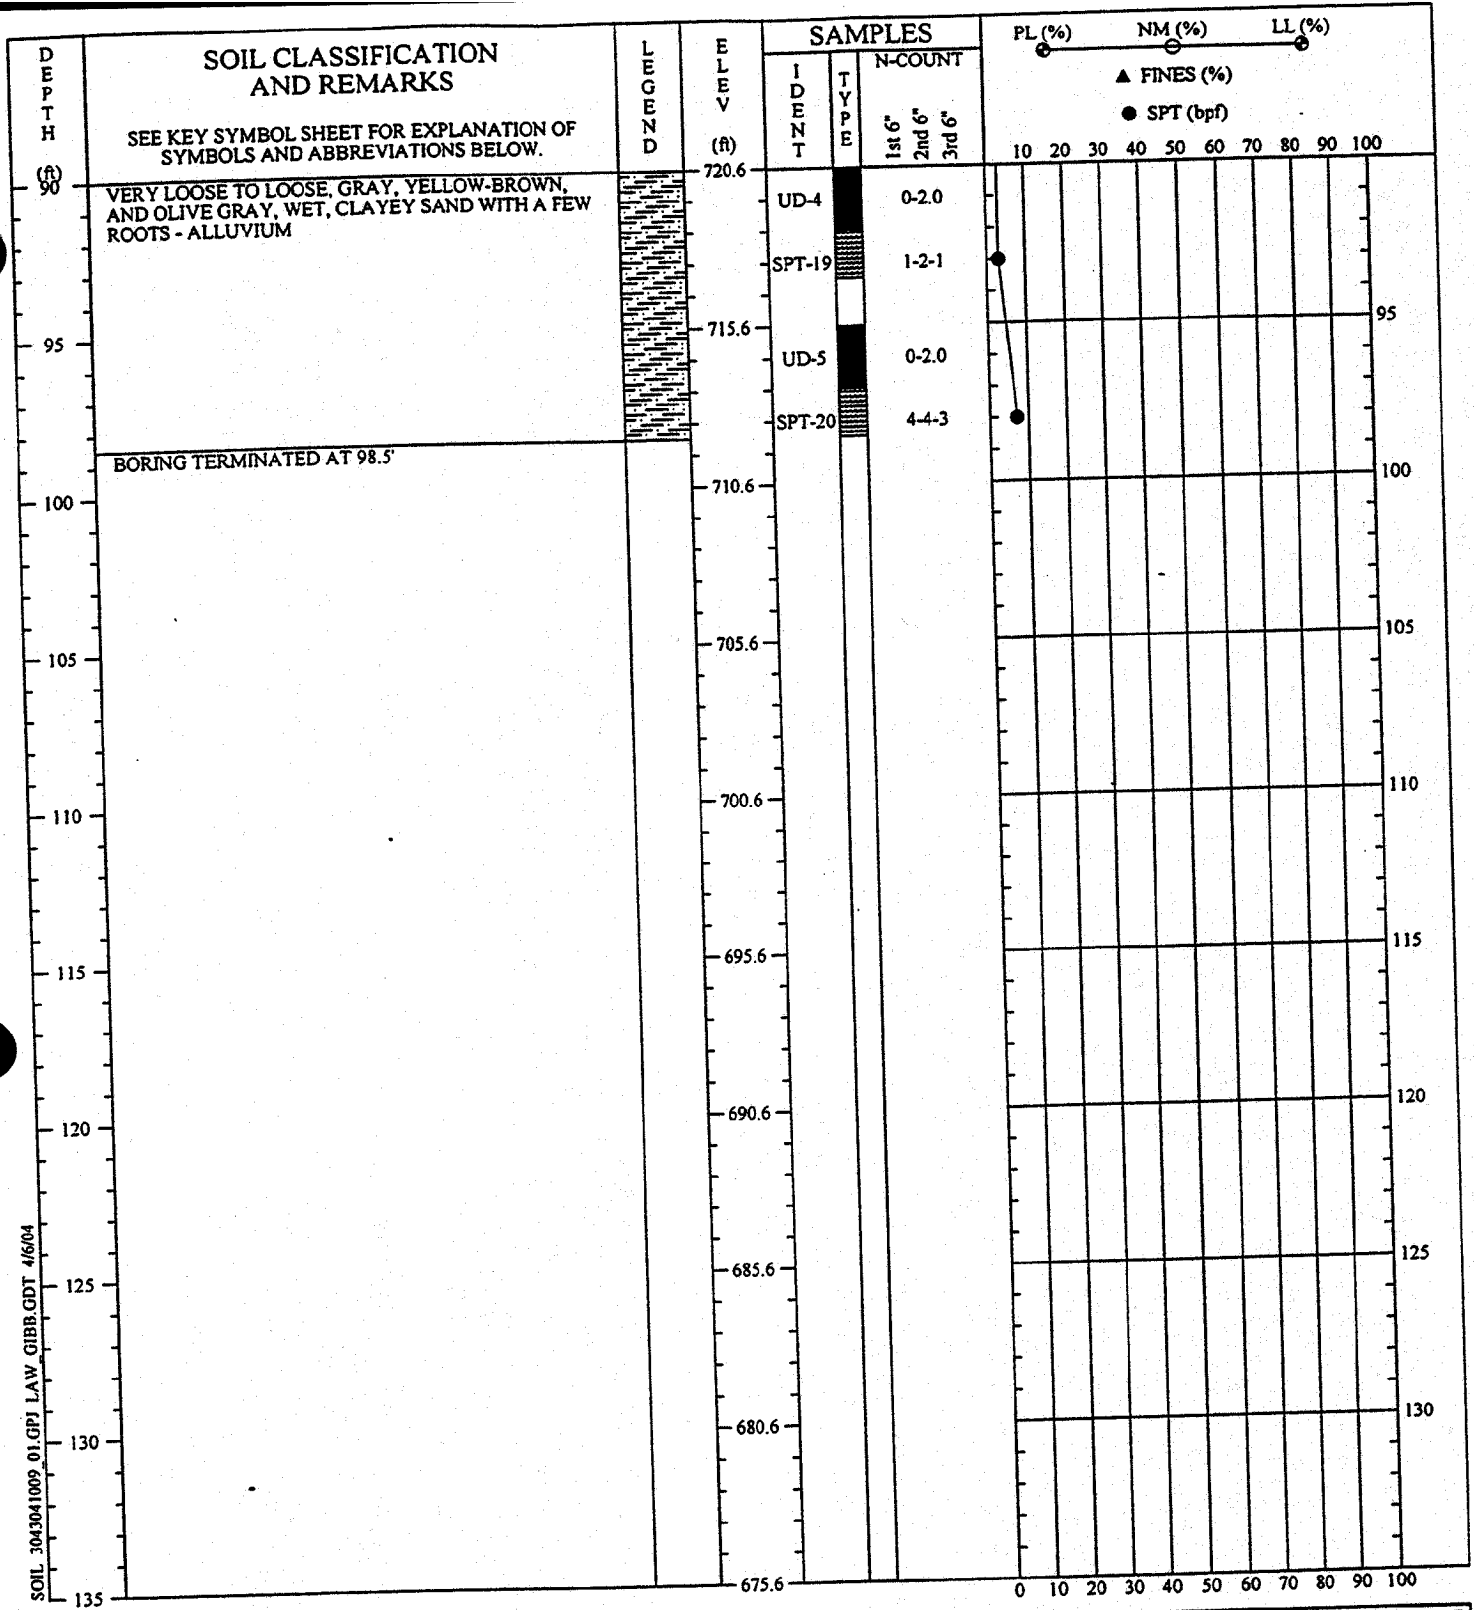 DEPTH (ft)
SOIL CLASSIFICATION
AND REMARKS
SEE KEY SYMBOL SHEET FOR EXPLANATION OF
SYMBOLS AND ABBREVIATIONS BELOW.
LEGEND
ELEV (ft)
SAMPLES
IDENT
TYPE
N-COUNT
1st 6"
2nd 6"
3rd 6"
PL (%) NM (%) LL (%)
▲ FINES (%)
● SPT (bpf)
10 20 30 40 50 60 70 80 90 100
90
VERY LOOSE TO LOOSE, GRAY, YELLOW-BROWN,
AND OLIVE GRAY, WET, CLAYEY SAND WITH A FEW
ROOTS - ALLUVIUM
720.6
UD-4 0-2.0
SPT-19 1-2-1
95 715.6 95
UD-5 0-2.0
SPT-20 4-4-3
BORING TERMINATED AT 98.5'
100 710.6 100
105 705.6 105
110 700.6 110
115 695.6 115
120 690.6 120
125 685.6 125
130 680.6 130
135 675.6
0 10 20 30 40 50 60 70 80 90 100
SOIL 3043041009_01.GPJ LAW_GIBB.GDT 4/6/04